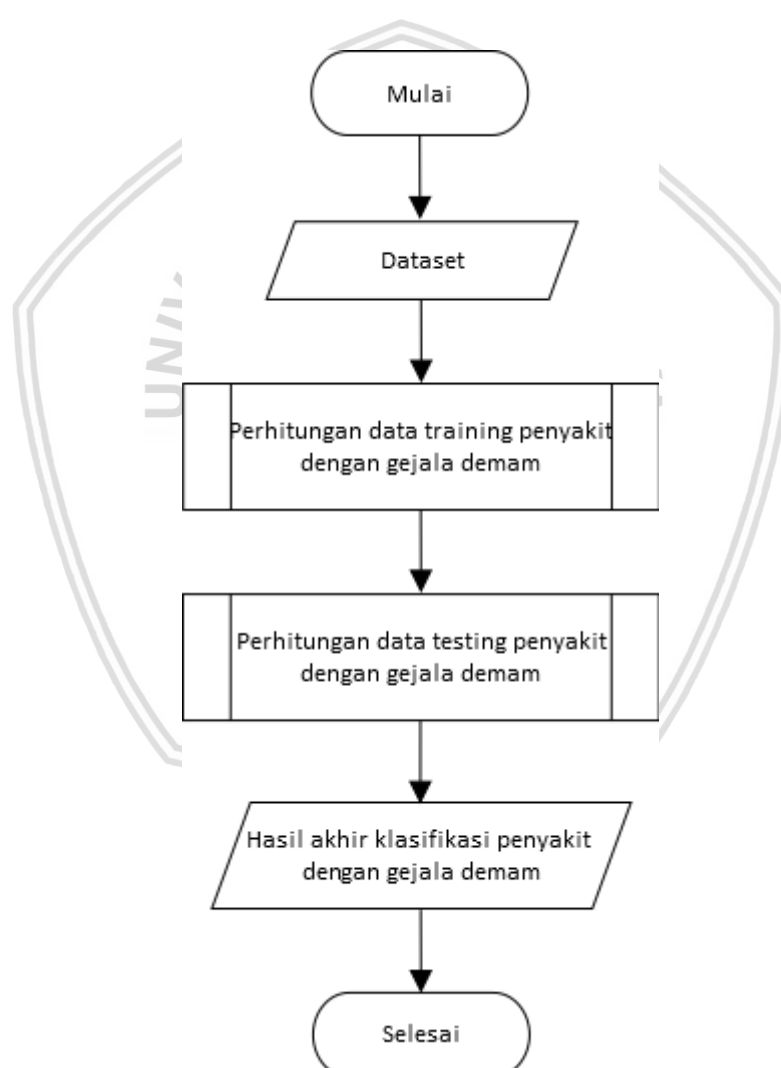 Mulai
Dataset
Perhitungan data training penyakit
dengan gejala demam
Perhitungan data testing penyakit
dengan gejala demam
Hasil akhir klasifikasi penyakit
dengan gejala demam
Selesai